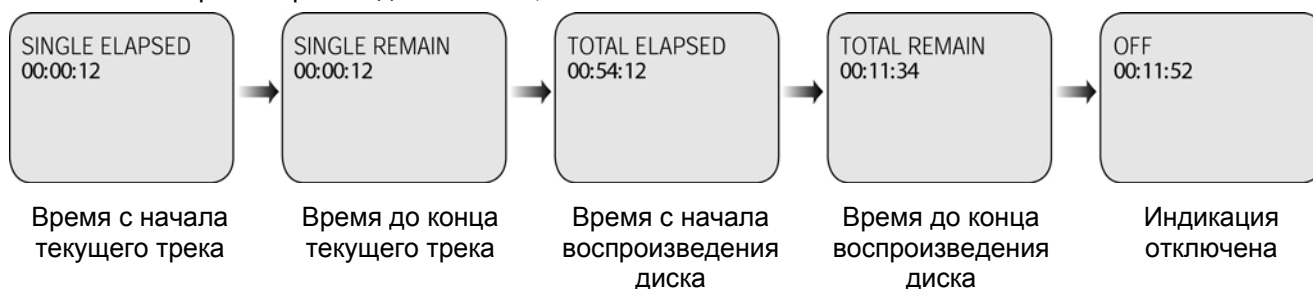 SINGLE ELAPSED
00:00:12
SINGLE REMAIN
00:00:12
TOTAL ELAPSED
00:54:12
TOTAL REMAIN
00:11:34
OFF
00:11:52
Время с начала
текущего трека
Время до конца
текущего трека
Время с начала
воспроизведения
диска
Время до конца
воспроизведения
диска
Индикация
отключена